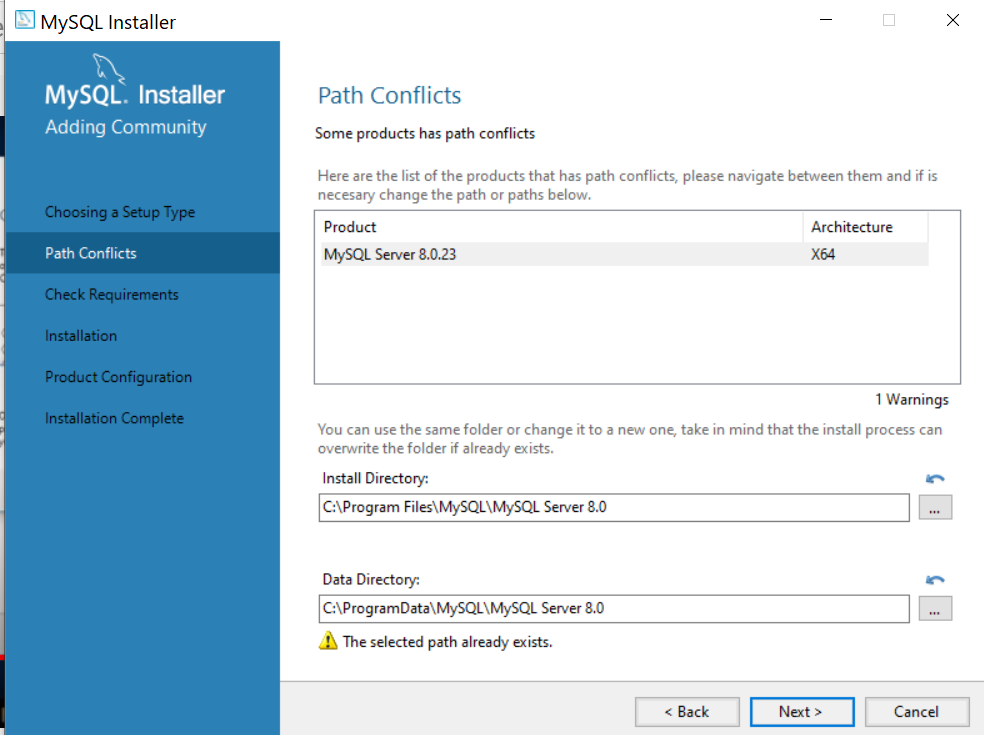 MySQL Installer
MySQL. Installer
Adding Community
Choosing a Setup Type
Path Conflicts
Check Requirements
Installation
Product Configuration
Installation Complete
Path Conflicts
Some products has path conflicts
Here are the list of the products that has path conflicts, please navigate between them and if is
necesary change the path or paths below.
Product Architecture
MySQL Server 8.0.23 X64
1 Warnings
You can use the same folder or change it to a new one, take in mind that the install process can
overwrite the folder if already exists.
Install Directory:
C:\Program Files\MySQL\MySQL Server 8.0
...
Data Directory:
C:\ProgramData\MySQL\MySQL Server 8.0
...
The selected path already exists.
< Back Next > Cancel